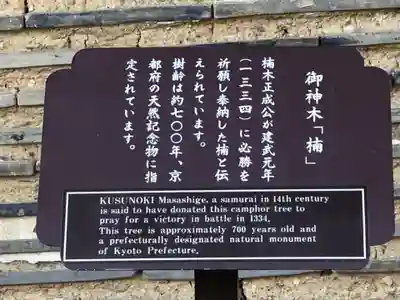 御神木「楠」
楠木正成公が建武元年
（一三三四）に必勝を
祈願し奉納した楠と伝
えられています。
樹齢は約七〇〇年、京
都府の天然記念物に指
定されています。
KUSUNOKI Masashige, a samurai in 14th century
is said to have donated this camphor tree to
pray for a victory in battle in 1334.
This tree is approximately 700 years old and
a prefecturally designated natural monument
of Kyoto Prefecture.